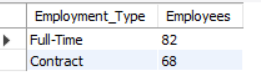 Employment_Type Employees
Full-Time 82
Contract 68